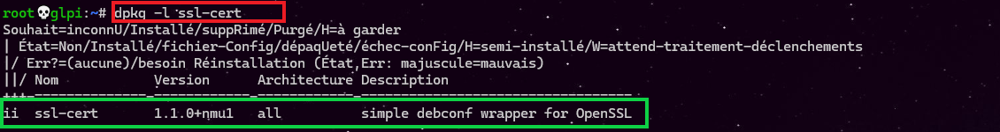 root💀glpi:~# dpkg -l ssl-cert
Souhait=inconnU/Installé/suppRimé/Purgé/H=à garder
| État=Non/Installé/fichier-Config/dépaqUeté/échec-conFig/H=semi-installé/W=attend-traitement-déclenchements
|/ Err?=(aucune)/besoin Réinstallation (État,Err: majuscule=mauvais)
||/ Nom            Version      Architecture Description
+++-==============-============-============-=================================
ii  ssl-cert       1.1.0+nmu1   all          simple debconf wrapper for OpenSSL